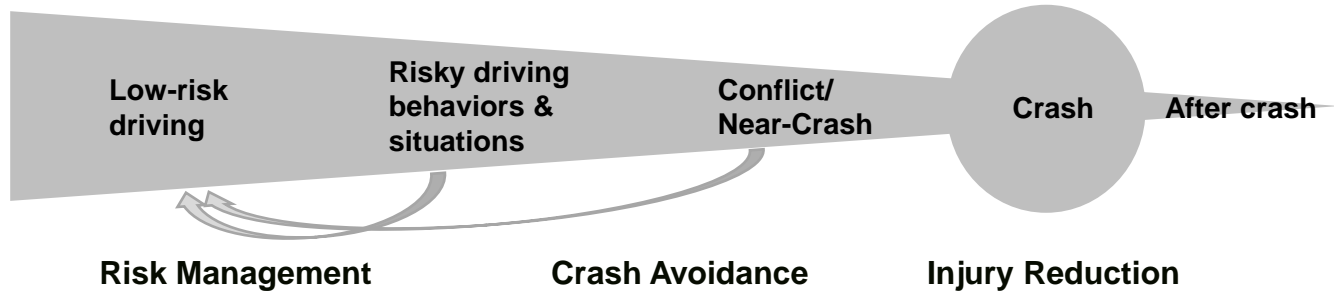 Low-risk
driving
Risky driving
behaviors &
situations
Conflict/
Near-Crash
Crash
After crash
Risk Management
Crash Avoidance
Injury Reduction